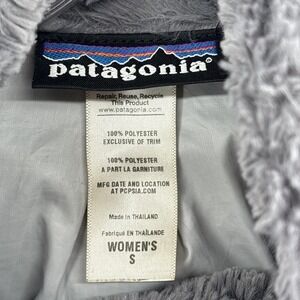 patagonia®
Repair, Reuse, Recycle
This Product
www.patagonia.com
100% POLYESTER
EXCLUSIVE OF TRIM
100% POLYESTER
A PART LA GARNITURE
MFG DATE AND LOCATION
AT PCPSIA.COM
Made in THAILAND
Fabriqué EN THAÏLANDE
WOMEN'S
S